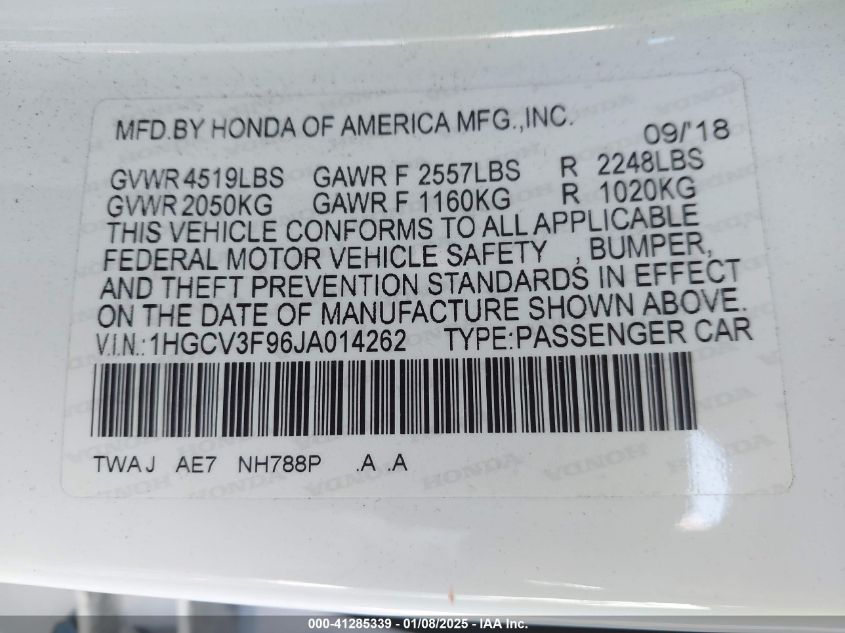 MFD.BY HONDA OF AMERICA MFG.,INC. 09/'18
GVWR 4519LBS GAWR F 2557LBS R 2248LBS
GVWR 2050KG GAWR F 1160KG R 1020KG
THIS VEHICLE CONFORMS TO ALL APPLICABLE
FEDERAL MOTOR VEHICLE SAFETY , BUMPER,
AND THEFT PREVENTION STANDARDS IN EFFECT
ON THE DATE OF MANUFACTURE SHOWN ABOVE.
V.I.N.:1HGCV3F96JA014262 TYPE:PASSENGER CAR
TWAJ AE7 NH788P .A .A
000-41285339 - 01/08/2025 - IAA Inc.